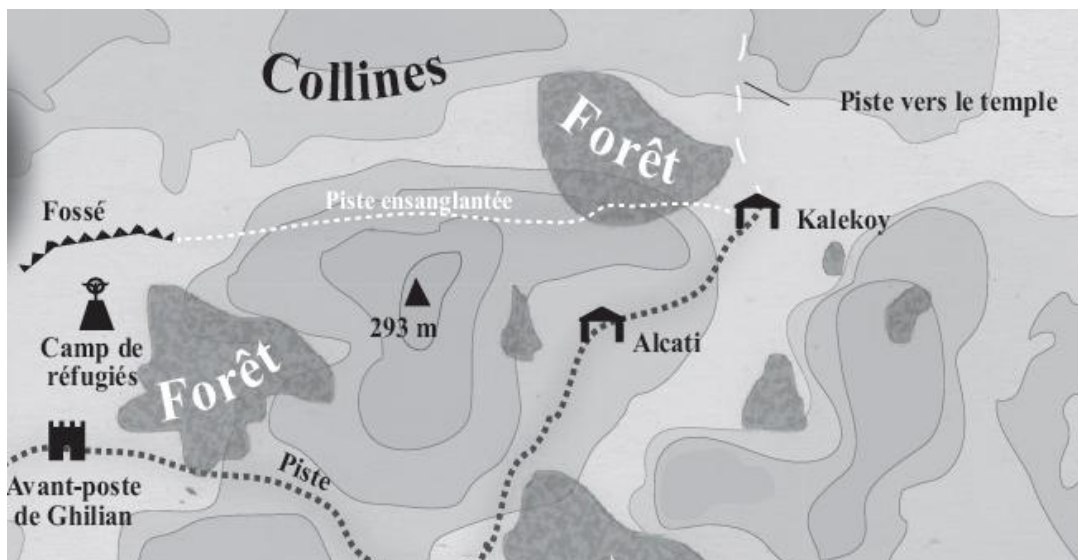 Collines
Forêt
Piste vers le temple
Piste ensanglantée
Fossé
Kalekoy
293 m
Alcati
Camp de
réfugiés
Forêt
Piste
Avant-poste
de Ghilian